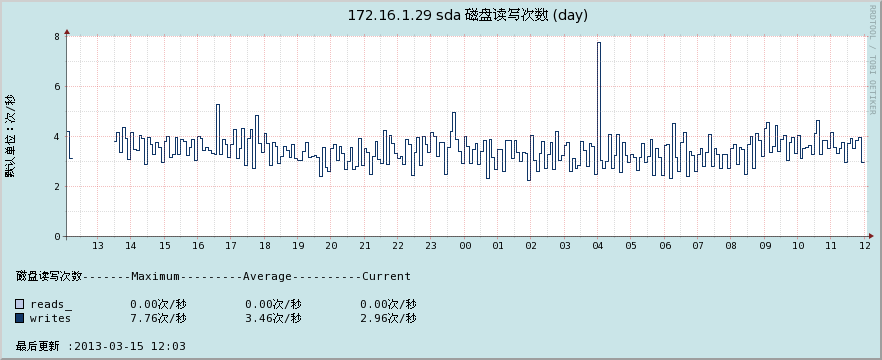 172.16.1.29 sda 磁盘读写次数 (day)
RRDTOOL / TOBI OETIKER
默认单位：次/秒
8
6
4
2
0
13 14 15 16 17 18 19 20 21 22 23 00 01 02 03 04 05 06 07 08 09 10 11 12
磁盘读写次数-------Maximum---------Average----------Current
reads_ 0.00次/秒 0.00次/秒 0.00次/秒
writes 7.76次/秒 3.46次/秒 2.96次/秒
最后更新 :2013-03-15 12:03